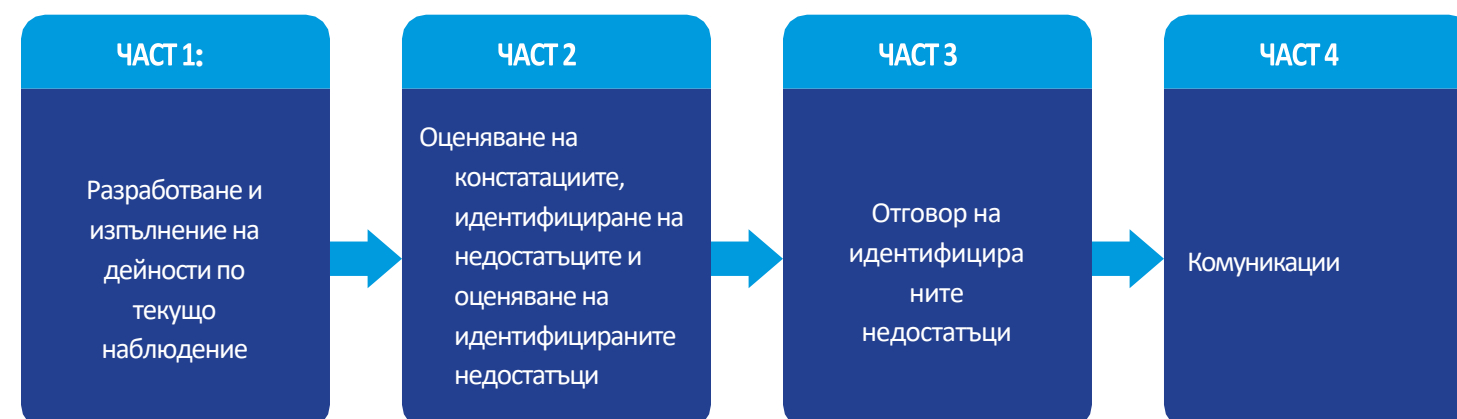 ЧАСТ 1:
Разработване и
изпълнение на
дейности по
текущо
наблюдение
ЧАСТ 2
Оценяване на
констатациите,
идентифициране на
недостатъците и
оценяване на
идентифицираните
недостатъци
ЧАСТ 3
Отговор на
идентифицира
ните
недостатъци
ЧАСТ 4
Комуникации